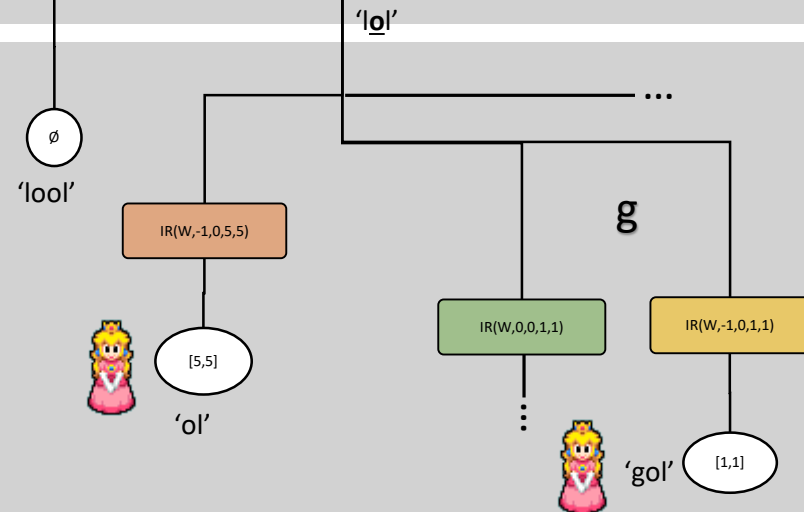 ‘lol’
...
ø
‘lool’
g
IR(W,-1,0,5,5)
IR(W,0,0,1,1)
IR(W,-1,0,1,1)
[5,5]
‘ol’
...
‘gol’
[1,1]